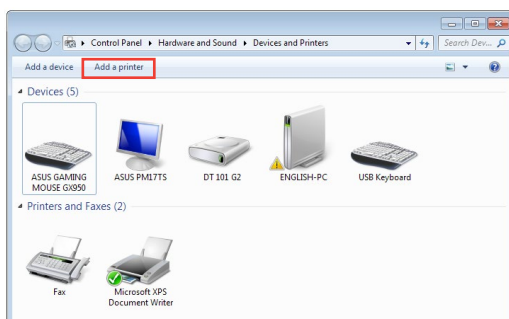 Control Panel ▸ Hardware and Sound ▸ Devices and Printers
Search Dev...
Add a device Add a printer
Devices (5)
ASUS GAMING MOUSE GX950
ASUS PM17TS
DT 101 G2
ENGLISH-PC
USB Keyboard
Printers and Faxes (2)
Fax
Microsoft XPS Document Writer